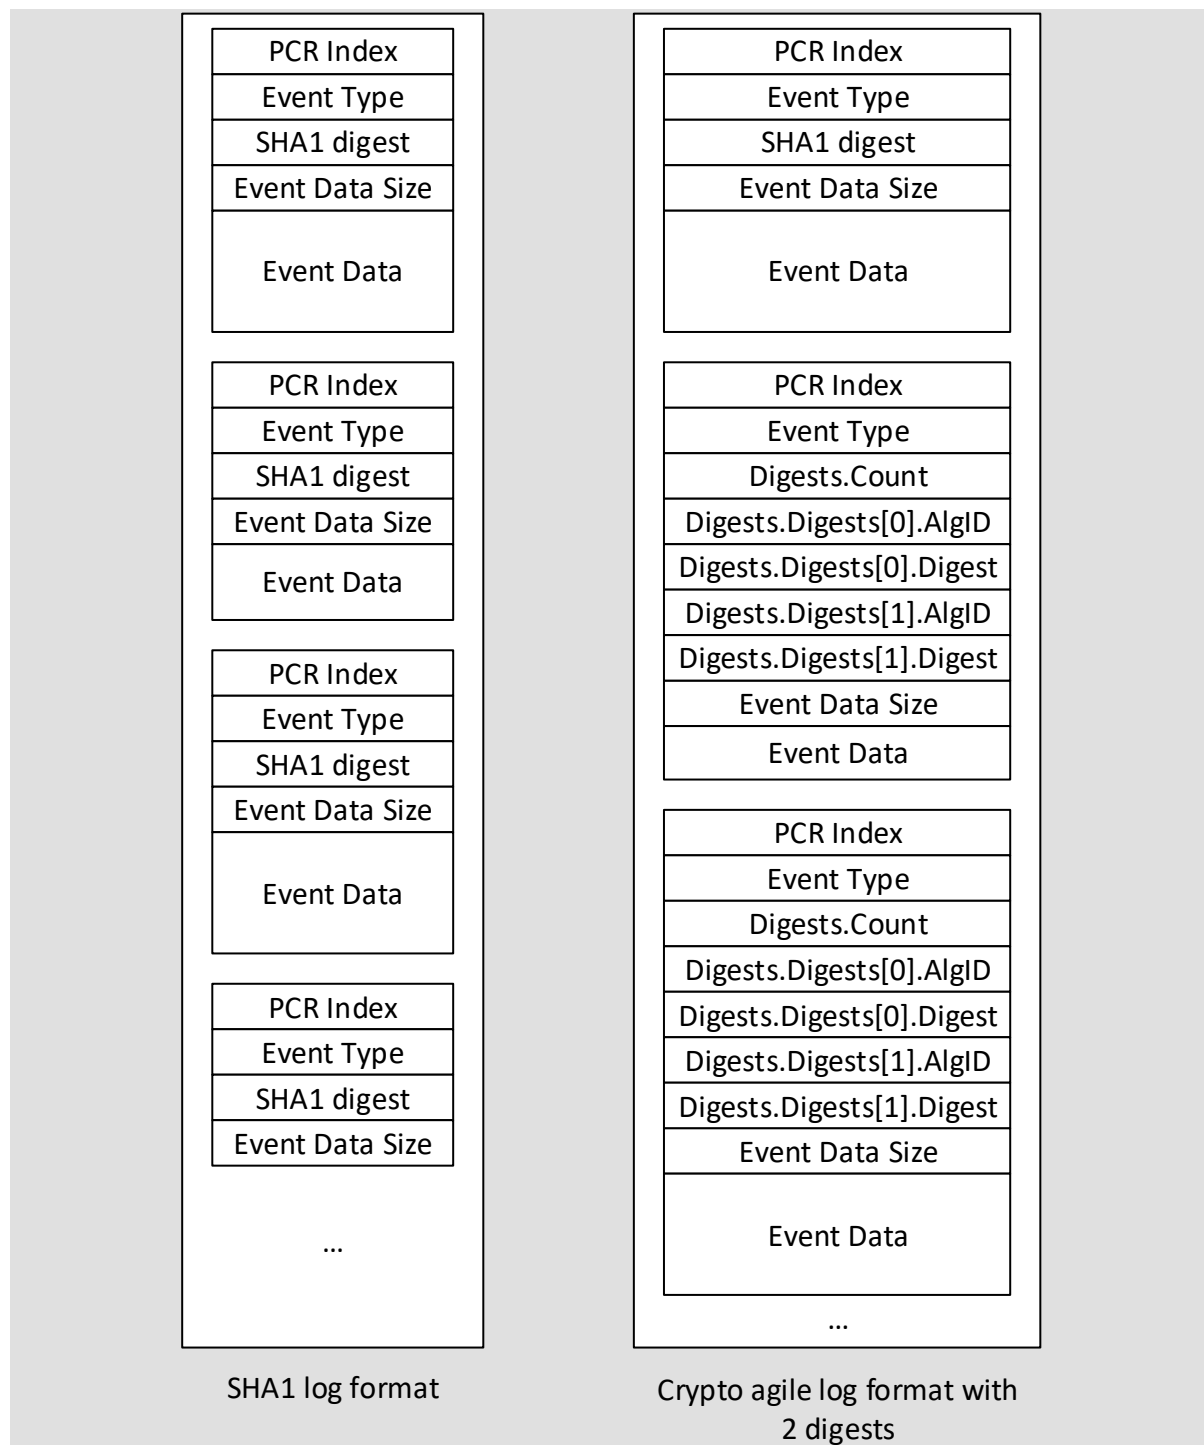 PCR Index
Event Type
SHA1 digest
Event Data Size
Event Data
PCR Index
Event Type
SHA1 digest
Event Data Size
Event Data
PCR Index
Event Type
SHA1 digest
Event Data Size
Event Data
PCR Index
Event Type
SHA1 digest
Event Data Size
...
SHA1 log format
PCR Index
Event Type
SHA1 digest
Event Data Size
Event Data
PCR Index
Event Type
Digests.Count
Digests.Digests[0].AlgID
Digests.Digests[0].Digest
Digests.Digests[1].AlgID
Digests.Digests[1].Digest
Event Data Size
Event Data
PCR Index
Event Type
Digests.Count
Digests.Digests[0].AlgID
Digests.Digests[0].Digest
Digests.Digests[1].AlgID
Digests.Digests[1].Digest
Event Data Size
Event Data
...
Crypto agile log format with
2 digests